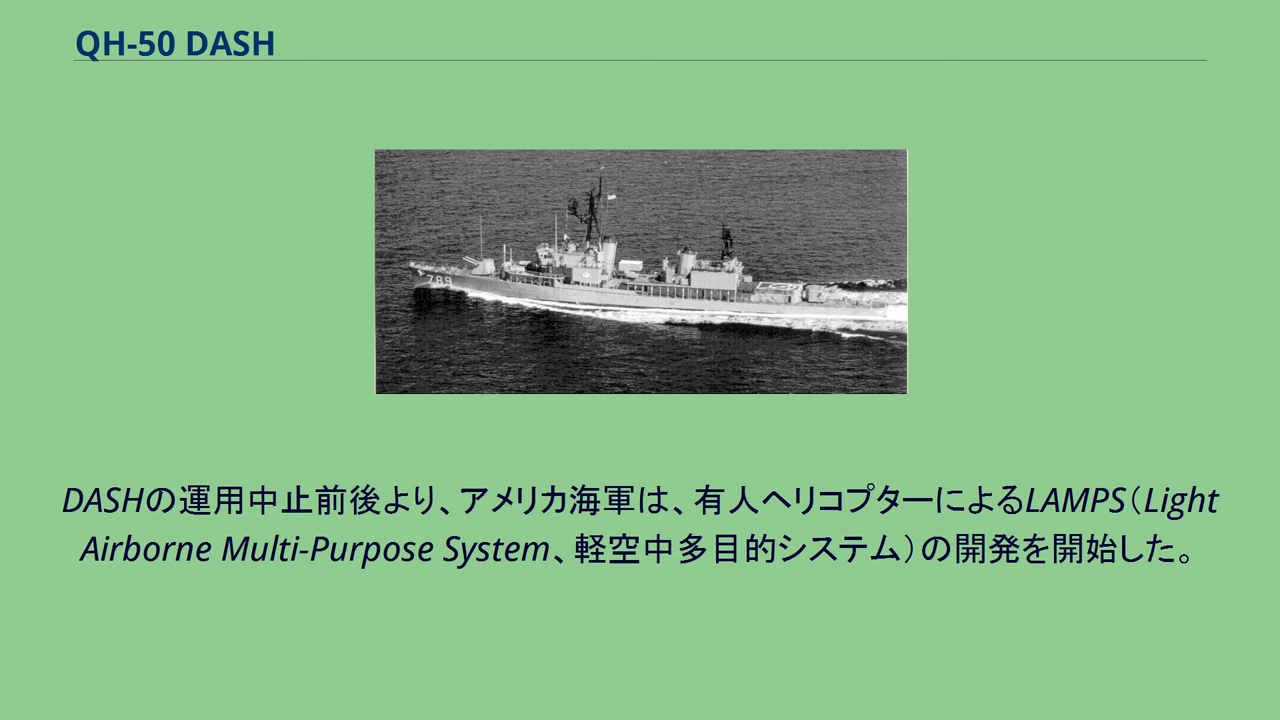 QH-50 DASH
789
DASHの運用中止前後より、アメリカ海軍は、有人ヘリコプターによるLAMPS（Light
Airborne Multi-Purpose System、軽空中多目的システム）の開発を開始した。